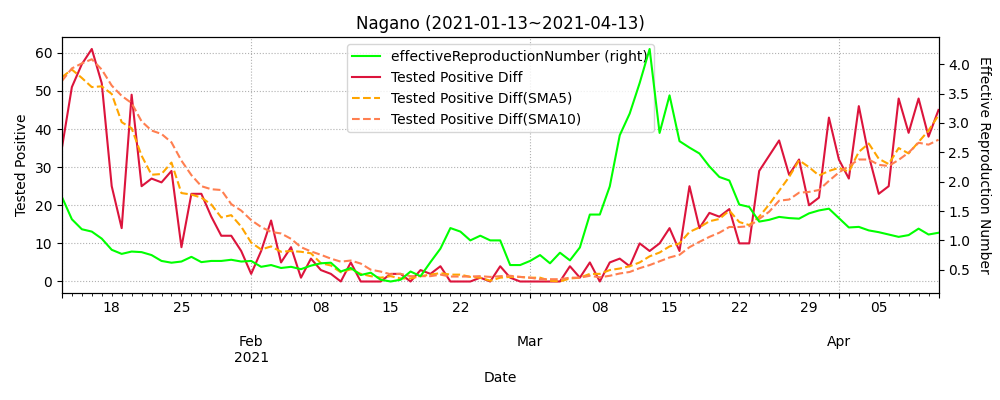 Nagano (2021-01-13~2021-04-13)
effectiveReproductionNumber (right)
Tested Positive Diff
Tested Positive Diff(SMA5)
Tested Positive Diff(SMA10)
Tested Positive
60
50
40
30
20
10
0
4.0
3.5
3.0
2.5
2.0
1.5
1.0
0.5
Effective Reproduction Number
18 25 08 15 22 08 15 22 29 05
Feb Mar Apr
2021
Date